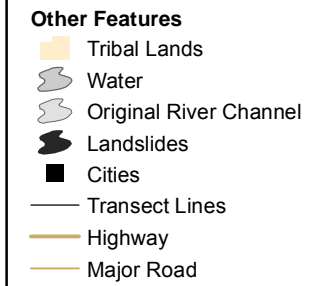 Other Features
Tribal Lands
Water
Original River Channel
Landslides
Cities
Transect Lines
Highway
Major Road